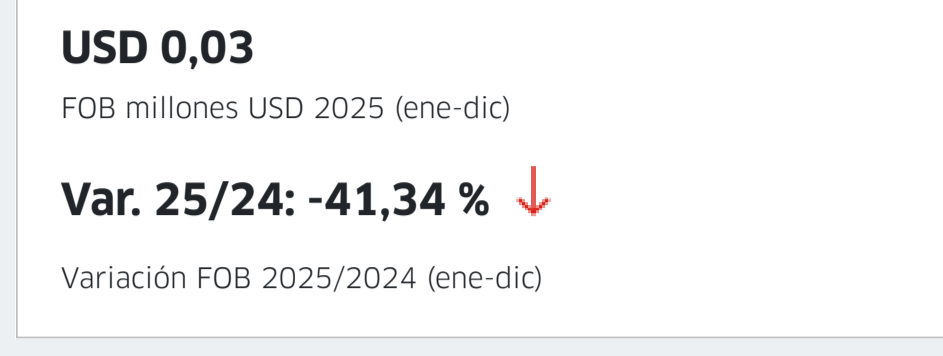 USD 0,03
FOB millones USD 2025 (ene-dic)
Var. 25/24: -41,34 %
Variación FOB 2025/2024 (ene-dic)